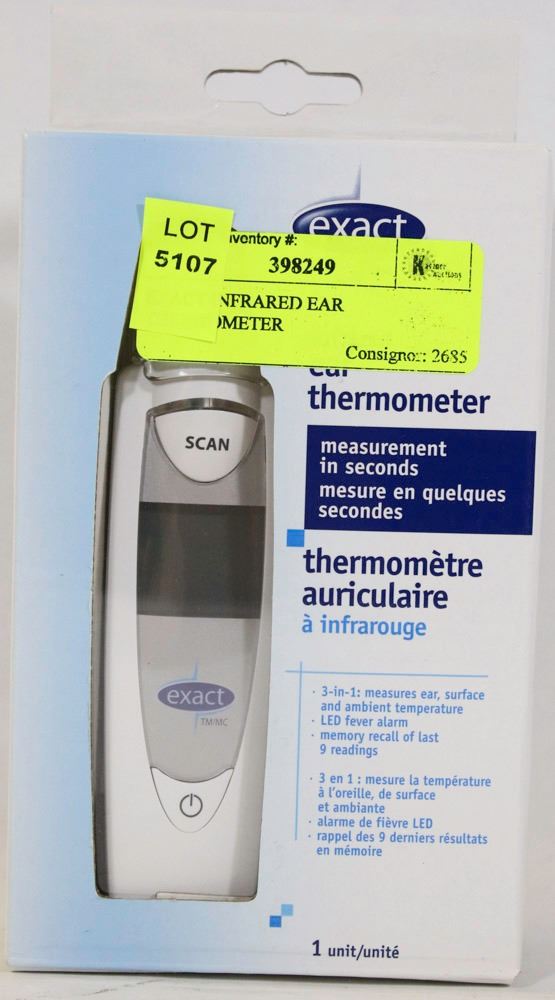 exact
LOT
5107
nventory #:
398249
NFRARED EAR
OMETER
Consignor: 2685
thermometer
measurement
in seconds
mesure en quelques
secondes
thermomètre
auriculaire
à infrarouge
· 3-in-1: measures ear, surface
and ambient temperature
· LED fever alarm
· memory recall of last
9 readings
· 3 en 1 : mesure la température
à l'oreille, de surface
et ambiante
· alarme de fièvre LED
· rappel des 9 derniers résultats
en mémoire
1 unit/unité
SCAN
exact
TM/MC